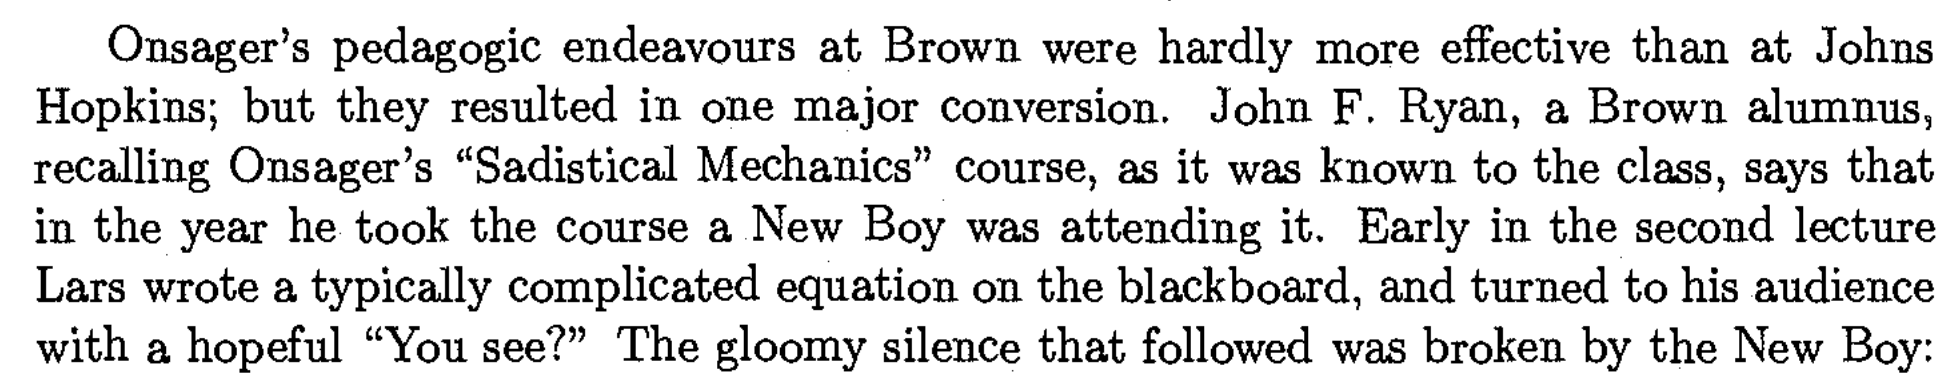 Onsager's pedagogic endeavours at Brown were hardly more effective than at Johns
Hopkins; but they resulted in one major conversion. John F. Ryan, a Brown alumnus,
recalling Onsager's “Sadistical Mechanics” course, as it was known to the class, says that
in the year he took the course a New Boy was attending it. Early in the second lecture
Lars wrote a typically complicated equation on the blackboard, and turned to his audience
with a hopeful “You see?” The gloomy silence that followed was broken by the New Boy: